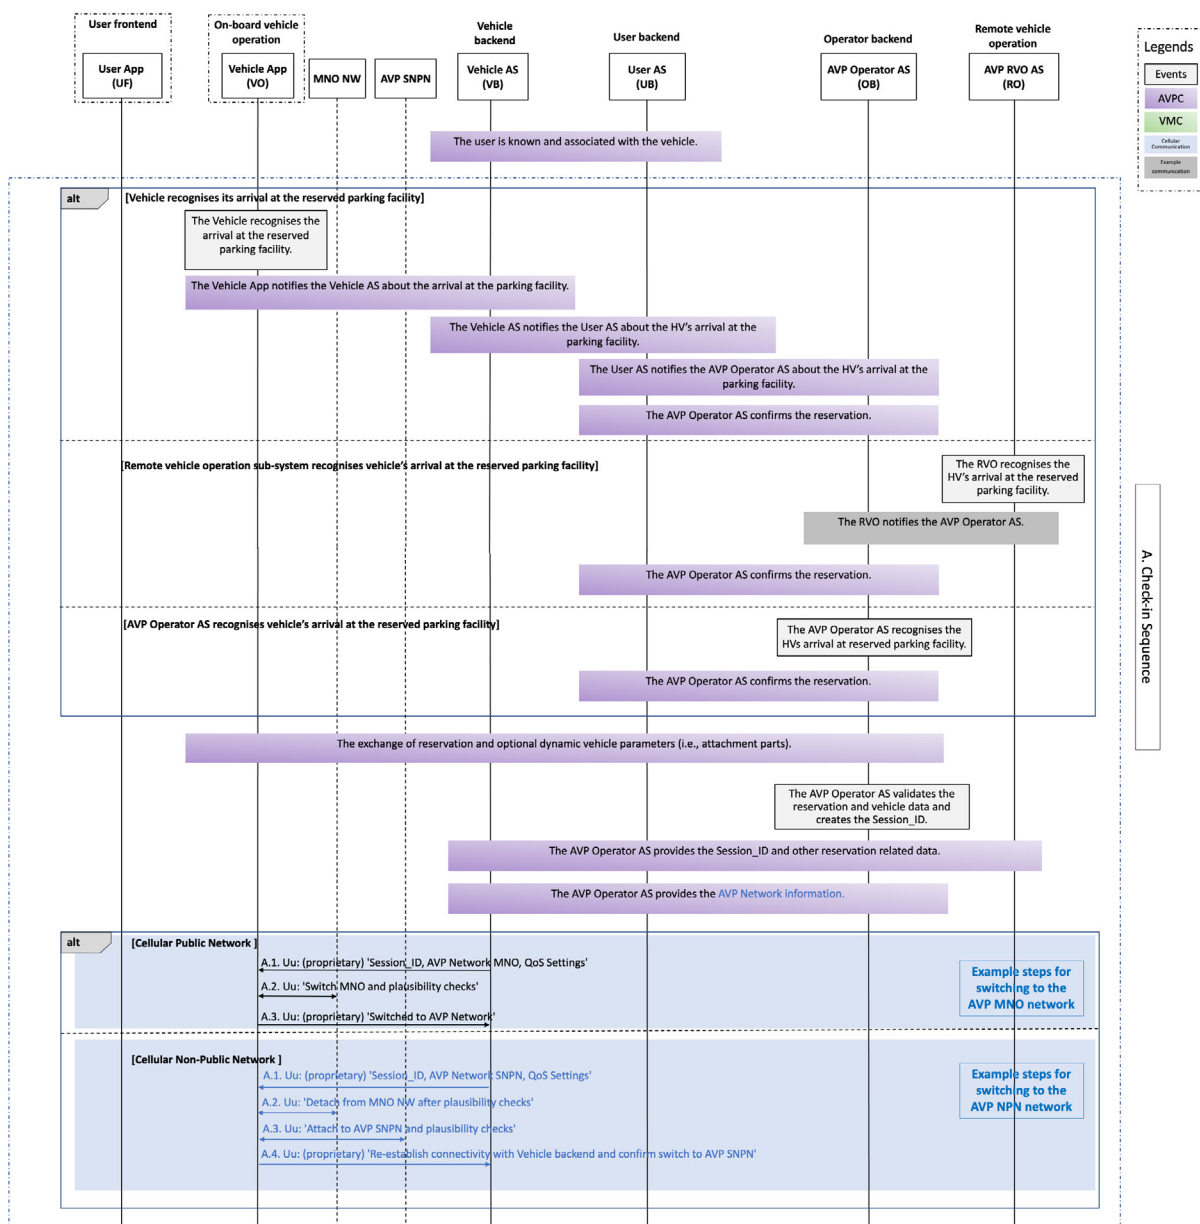 User frontend
On-board vehicle
operation
Vehicle
backend
User backend
Operator backend
Remote vehicle
operation
User App
(UF)
Vehicle App
(VO)
MNO NW
AVP SNPN
Vehicle AS
(VB)
User AS
(UB)
AVP Operator AS
(OB)
AVP RVO AS
(RO)
Legends
Events
AVPC
VMC
Cellular
Communication
Example
communication
The user is known and associated with the vehicle.
alt
[Vehicle recognises its arrival at the reserved parking facility]
The Vehicle recognises the
arrival at the reserved
parking facility.
The Vehicle App notifies the Vehicle AS about the arrival at the parking facility.
The Vehicle AS notifies the User AS about the HV's arrival at the
parking facility.
The User AS notifies the AVP Operator AS about the HV's arrival at the
parking facility.
The AVP Operator AS confirms the reservation.
[Remote vehicle operation sub-system recognises vehicle's arrival at the reserved parking facility]
The RVO recognises the
HV's arrival at the reserved
parking facility.
The RVO notifies the AVP Operator AS.
The AVP Operator AS confirms the reservation.
[AVP Operator AS recognises vehicle's arrival at the reserved parking facility]
The AVP Operator AS recognises the
HVs arrival at reserved parking facility.
The AVP Operator AS confirms the reservation.
A. Check-in Sequence
The exchange of reservation and optional dynamic vehicle parameters (i.e., attachment parts).
The AVP Operator AS validates the
reservation and vehicle data and
creates the Session_ID.
The AVP Operator AS provides the Session_ID and other reservation related data.
The AVP Operator AS provides the AVP Network information.
alt
[Cellular Public Network ]
A.1. Uu: (proprietary) 'Session_ID, AVP Network MNO, QoS Settings'
A.2. Uu: 'Switch MNO and plausibility checks'
A.3. Uu: (proprietary) 'Switched to AVP Network'
Example steps for
switching to the
AVP MNO network
[Cellular Non-Public Network ]
A.1. Uu: (proprietary) 'Session_ID, AVP Network SNPN, QoS Settings'
A.2. Uu: 'Detach from MNO NW after plausibility checks'
A.3. Uu: 'Attach to AVP SNPN and plausibility checks'
A.4. Uu: (proprietary) 'Re-establish connectivity with Vehicle backend and confirm switch to AVP SNPN'
Example steps for
switching to the
AVP NPN network